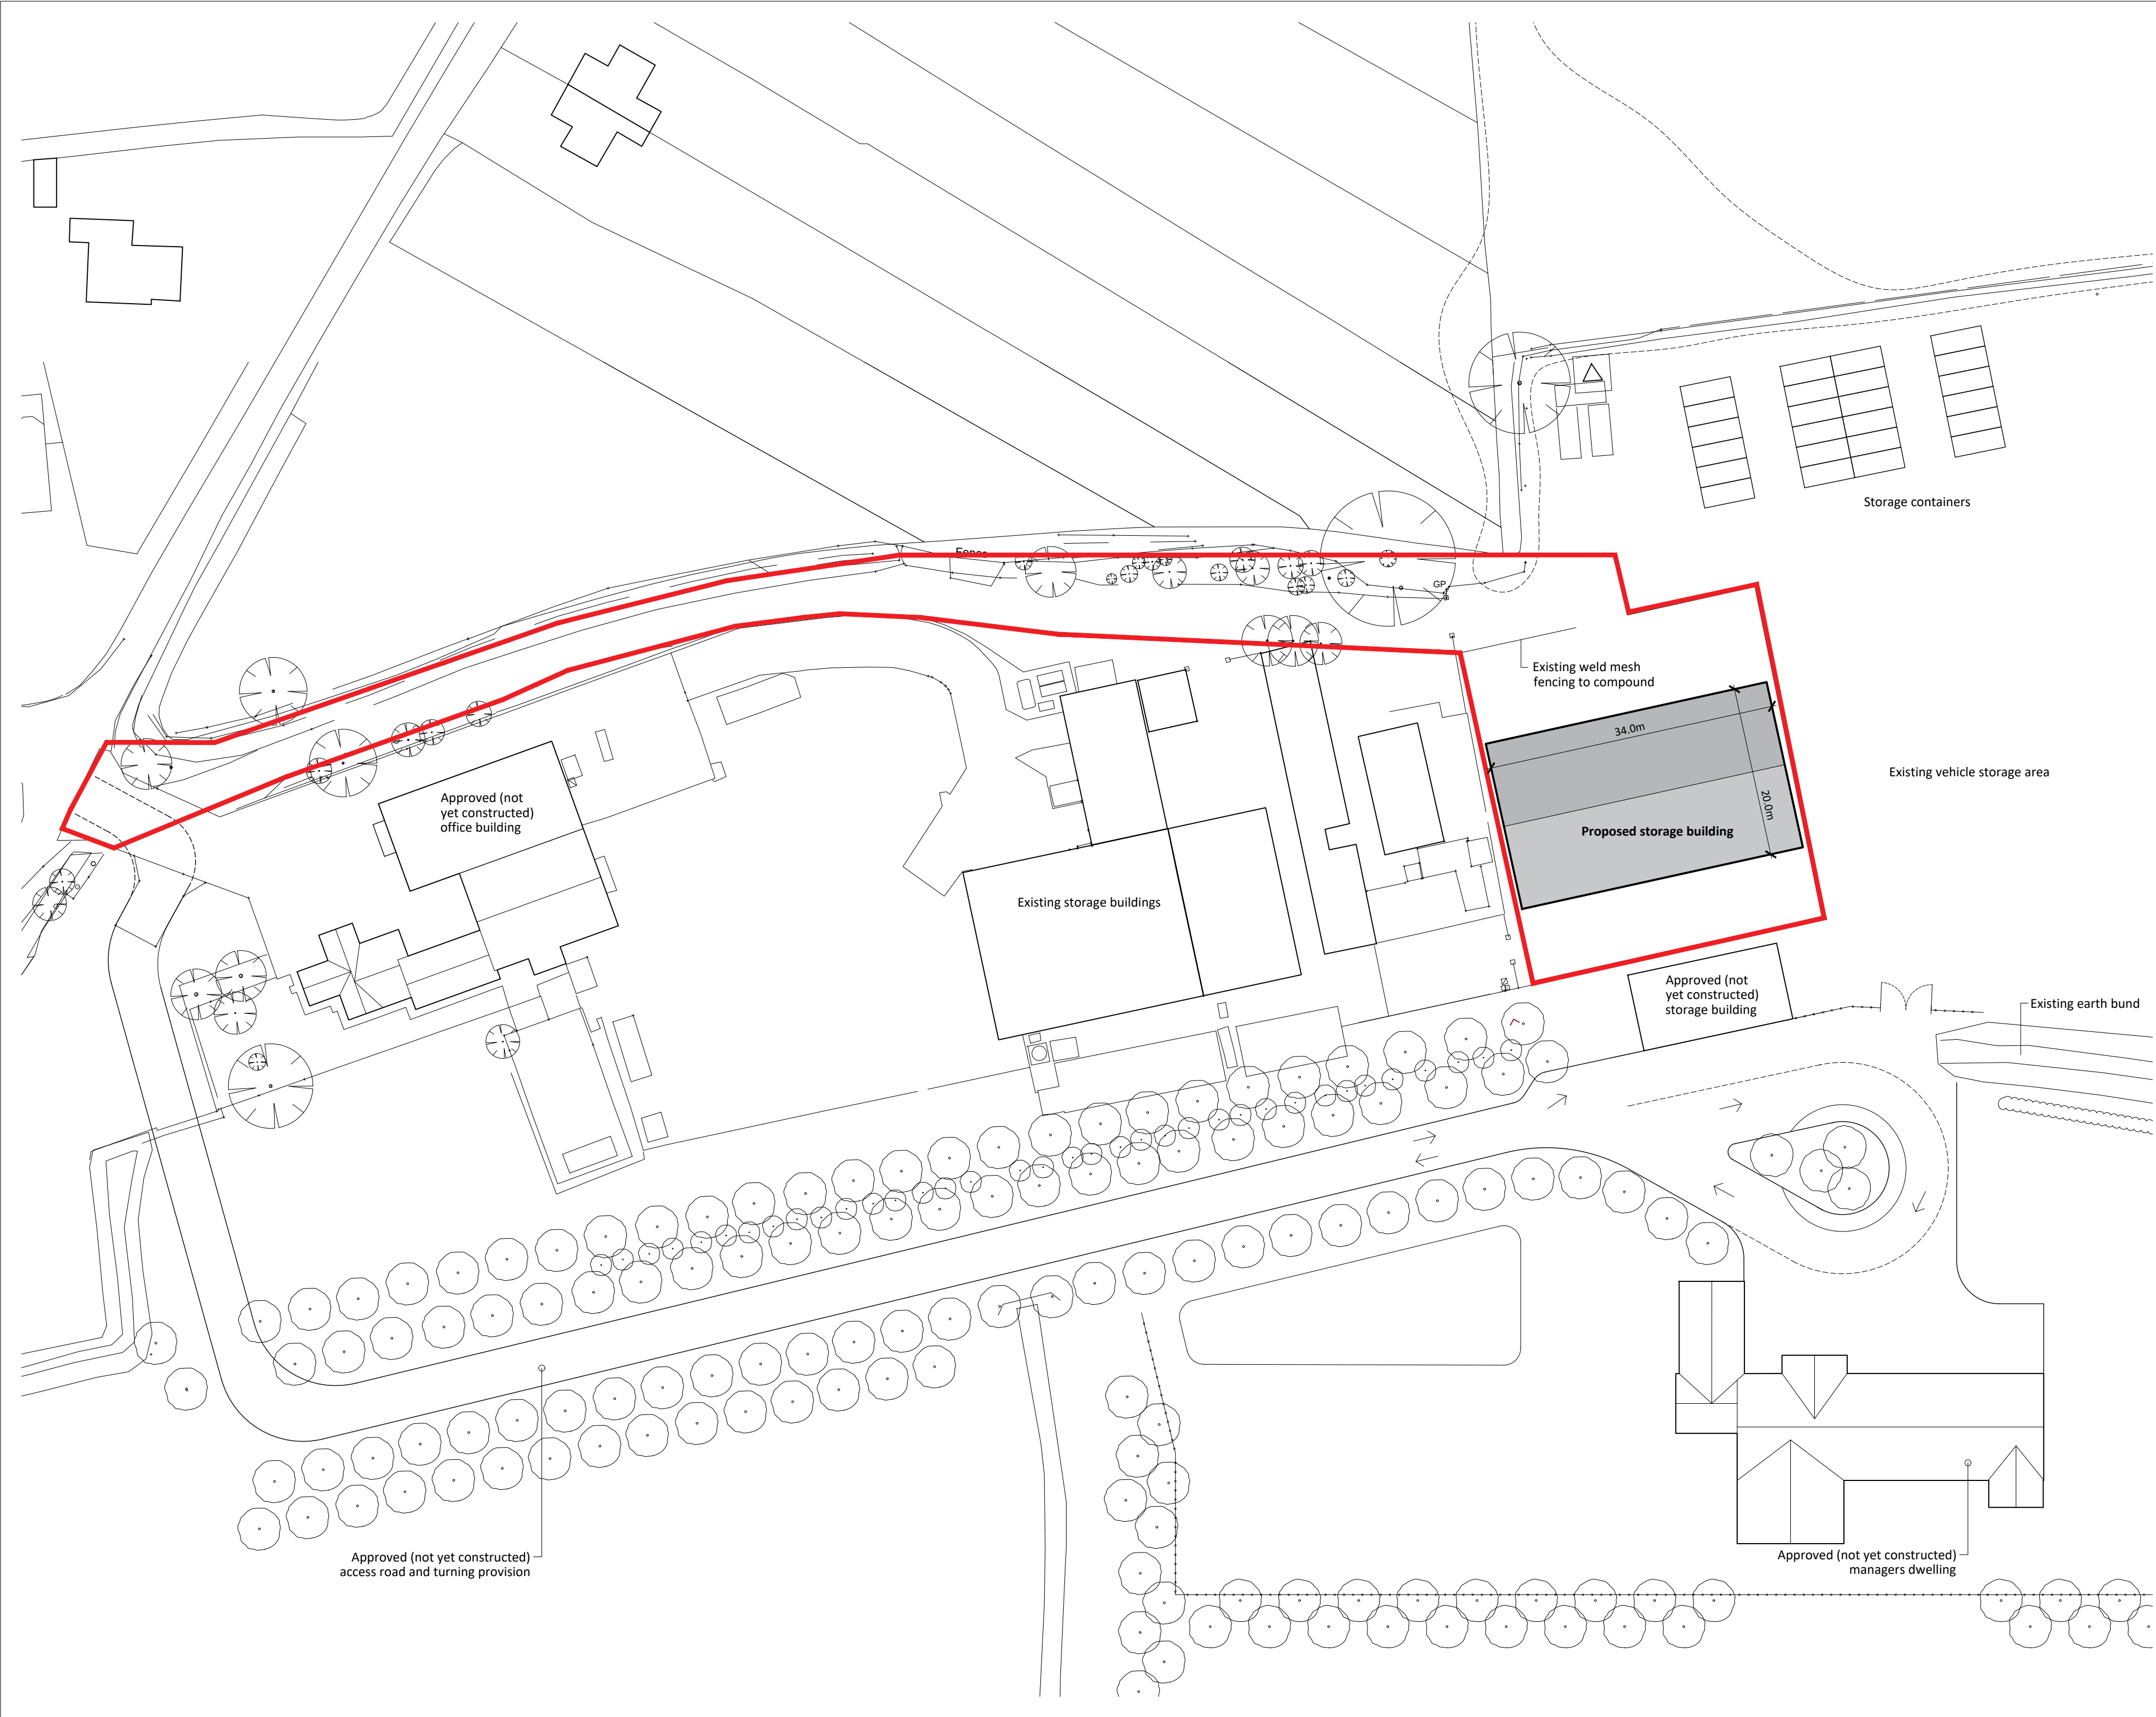 Storage containers
Fence
GP
Existing weld mesh
fencing to compound
34.0m
Existing vehicle storage area
20.0m
Approved (not
yet constructed)
office building
Proposed storage building
Existing storage buildings
Approved (not
yet constructed)
storage building
Existing earth bund
Approved (not yet constructed)
access road and turning provision
Approved (not yet constructed)
managers dwelling